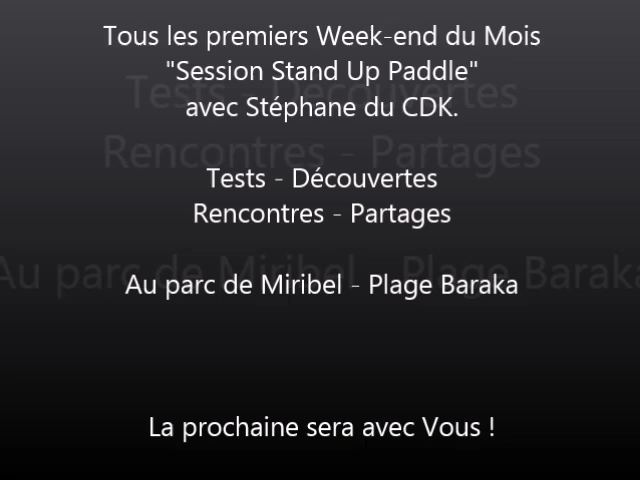 Tous les premiers Week-end du Mois
"Session Stand Up Paddle"
avec Stéphane du CDK.
Tests - Découvertes
Rencontres - Partages
Au parc de Miribel - Plage Baraka
La prochaine sera avec Vous !